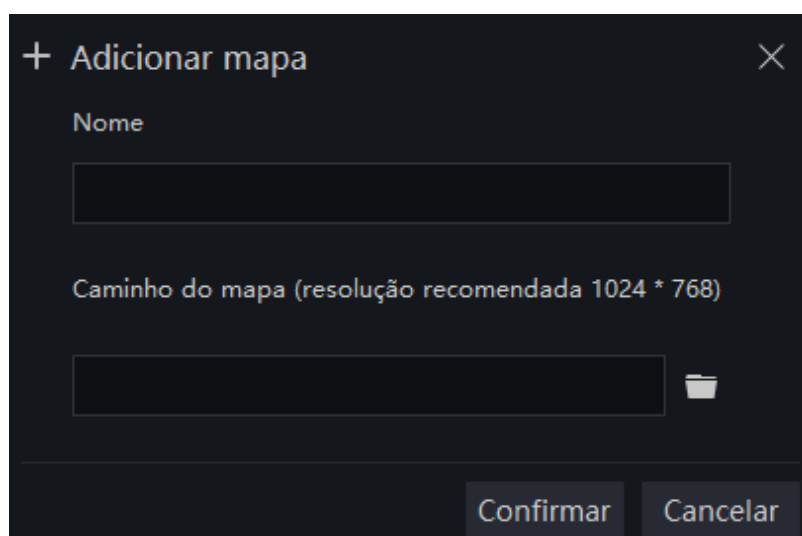 Adicionar mapa
Nome
Caminho do mapa (resolução recomendada 1024 * 768)
Confirmar Cancelar